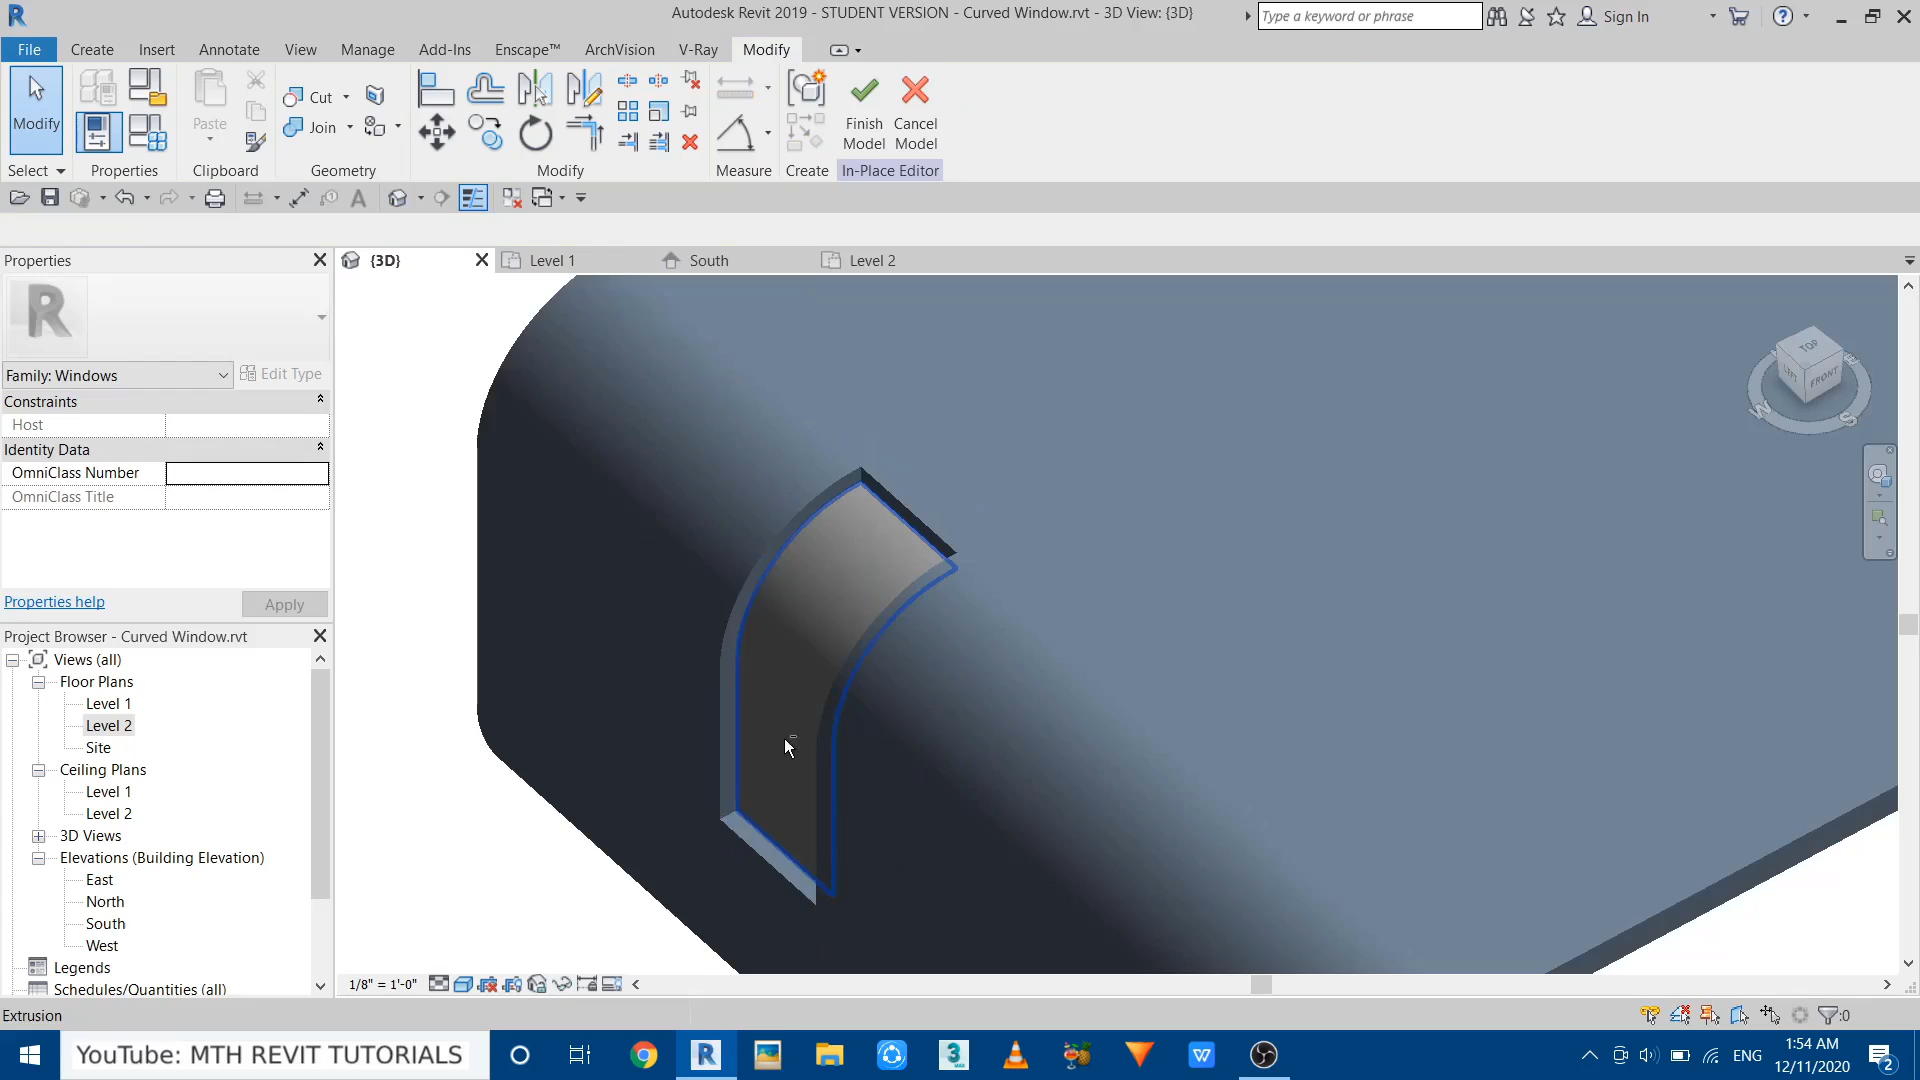 Autodesk Revit 2019 - STUDENT VERSION - Curved Window.rvt - 3D View: {3D}
Type a keyword or phrase
Sign In
File Create Insert Annotate View Manage Add-Ins Enscape™ ArchVision V-Ray Modify
Modify
Paste
Cut
Join
Finish Model
Cancel Model
Select Properties Clipboard Geometry Modify Measure Create In-Place Editor
Properties
{3D} Level 1 South Level 2
Family: Windows Edit Type
Constraints
Host
Identity Data
OmniClass Number
OmniClass Title
Properties help Apply
Project Browser - Curved Window.rvt
Views (all)
Floor Plans
Level 1
Level 2
Site
Ceiling Plans
Level 1
Level 2
3D Views
Elevations (Building Elevation)
East
North
South
West
Legends
Schedules/Quantities (all)
TOP
LEFT
FRONT
W
S
1/8" = 1'-0"
Extrusion
:0
YouTube: MTH REVIT TUTORIALS
ENG
1:54 AM
12/11/2020
2